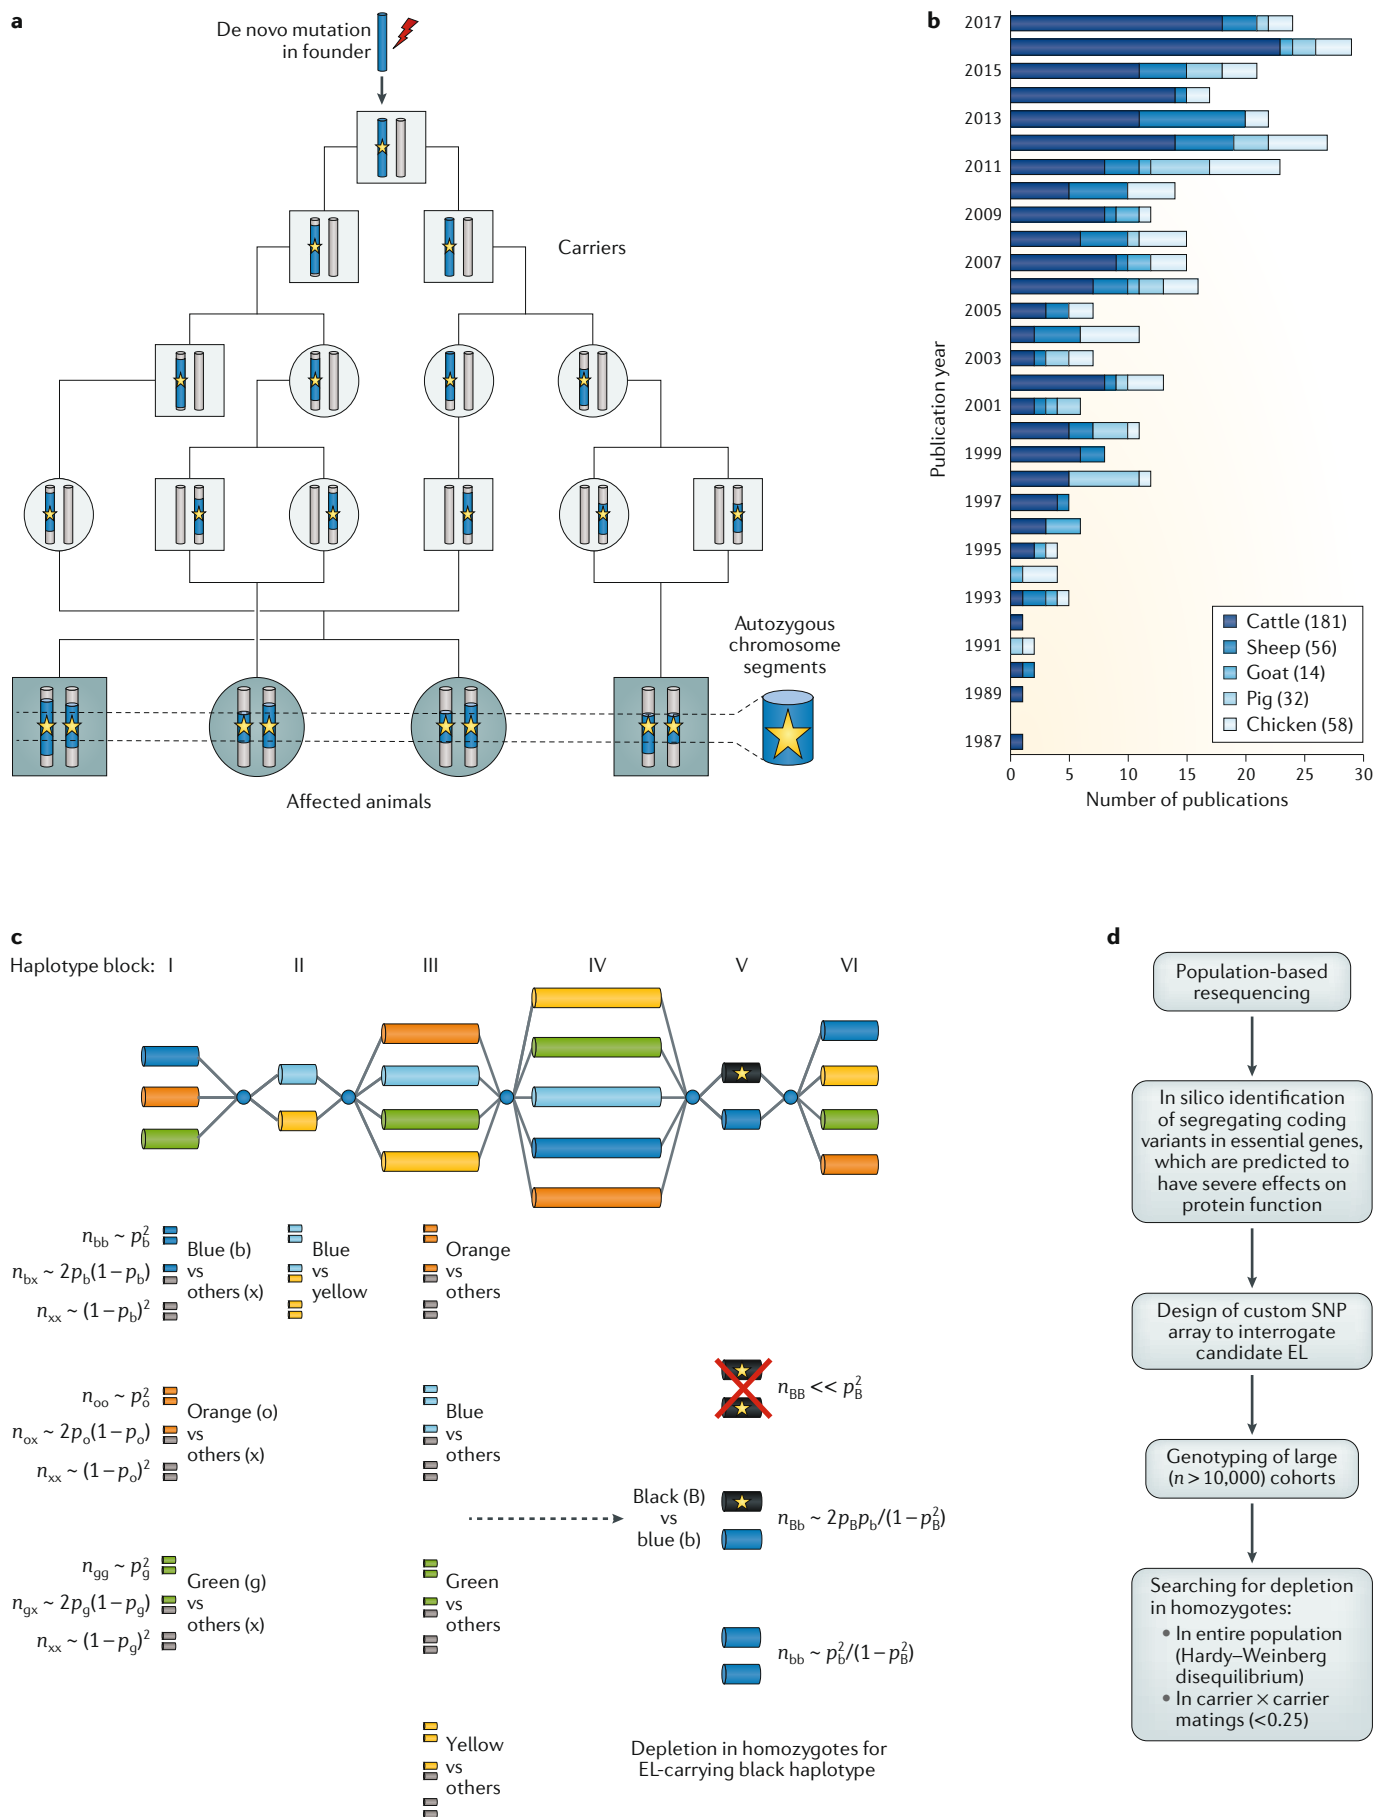 a
De novo mutation
in founder
Carriers
Autozygous
chromosome
segments
Affected animals
b
Publication year
2017
2015
2013
2011
2009
2007
2005
2003
2001
1999
1997
1995
1993
1991
1989
1987
Cattle (181)
Sheep (56)
Goat (14)
Pig (32)
Chicken (58)
0 5 10 15 20 25 30
Number of publications
c
Haplotype block: I II III IV V VI
n_bb ~ p_b^2
n_bx ~ 2p_b(1–p_b)
n_xx ~ (1–p_b)^2
Blue (b)
vs
others (x)
Blue
vs
yellow
Orange
vs
others
n_oo ~ p_o^2
n_ox ~ 2p_o(1–p_o)
n_xx ~ (1–p_o)^2
Orange (o)
vs
others (x)
Blue
vs
others
n_gg ~ p_g^2
n_gx ~ 2p_g(1–p_g)
n_xx ~ (1–p_g)^2
Green (g)
vs
others (x)
Green
vs
others
Yellow
vs
others
n_BB << p_B^2
Black (B)
vs
blue (b)
n_Bb ~ 2p_Bp_b/(1–p_B^2)
n_bb ~ p_b^2/(1–p_B^2)
Depletion in homozygotes for
EL-carrying black haplotype
d
Population-based
resequencing
In silico identification
of segregating coding
variants in essential genes,
which are predicted to
have severe effects on
protein function
Design of custom SNP
array to interrogate
candidate EL
Genotyping of large
(n > 10,000) cohorts
Searching for depletion
in homozygotes:
• In entire population
(Hardy–Weinberg
disequilibrium)
• In carrier × carrier
matings (<0.25)